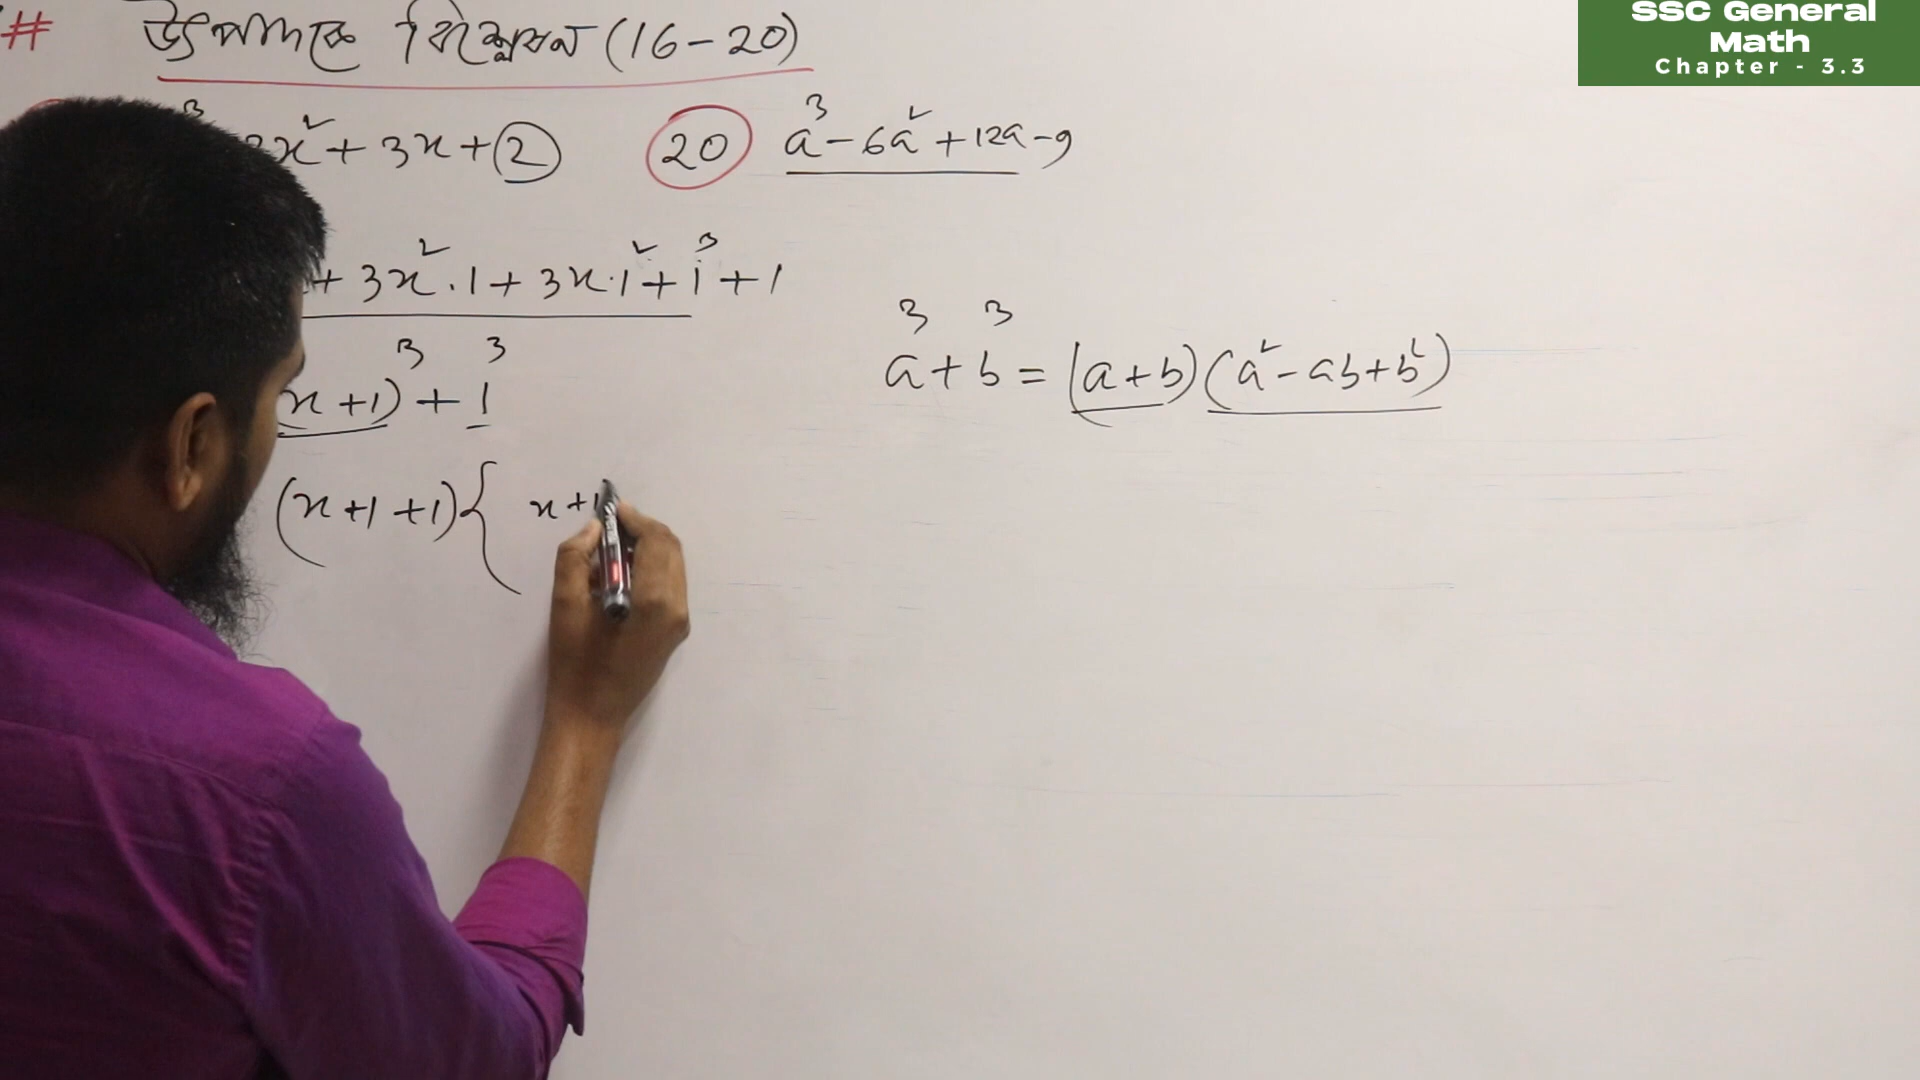 # উৎপাদকে বিশ্লেষণ (16-20)
SSC General
Math
Chapter - 3.3
x² + 3x + 2
20 a³ - 6a² + 12a - 9
+ 3x².1 + 3x.1² + 1³ + 1
x + 1)³ + 1³
a³ + b³ = (a+b)(a² - ab + b²)
(x+1+1){ x+1